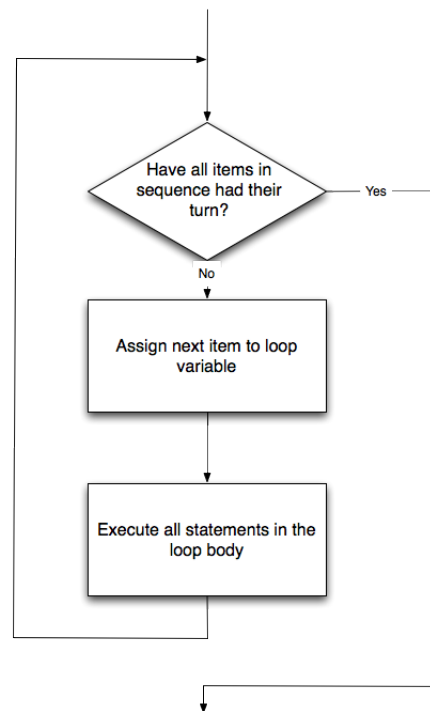 Have all items in
sequence had their
turn?
Yes
No
Assign next item to loop
variable
Execute all statements in the
loop body